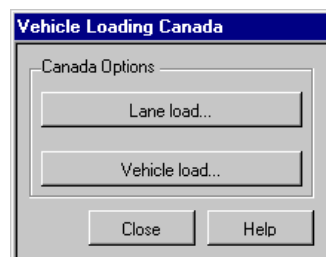 Vehicle Loading Canada
Canada Options
Lane load...
Vehicle load...
Close Help